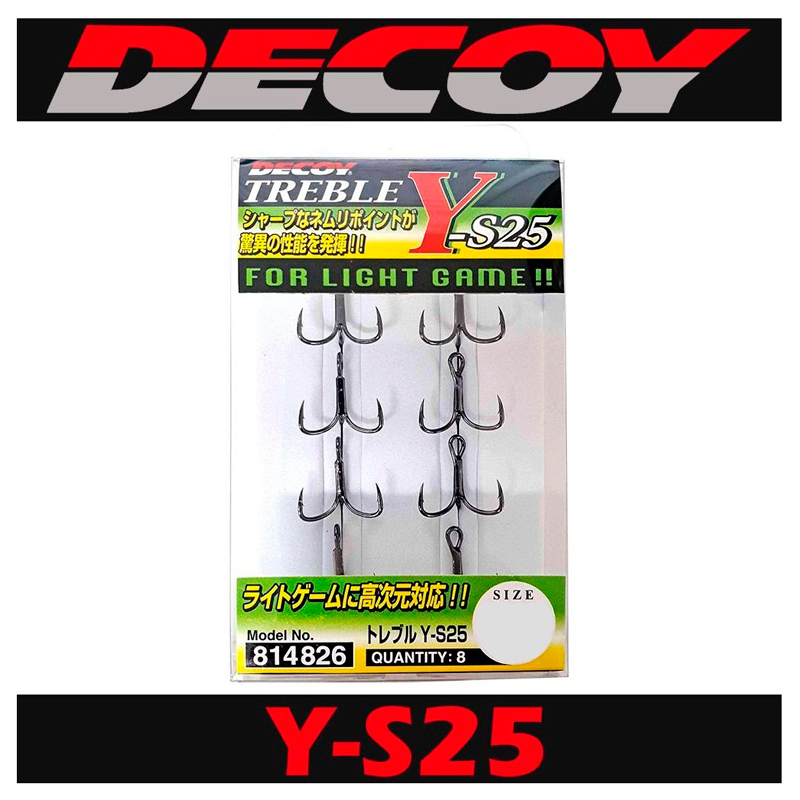 DECOY
DECOY
TREBLE
Y-S25
シャープなネムリポイントが
驚異の性能を発揮!!
FOR LIGHT GAME!!
ライトゲームに高次元対応!!
SIZE
Model No.
トレブル Y-S25
814826
QUANTITY: 8
Y-S25